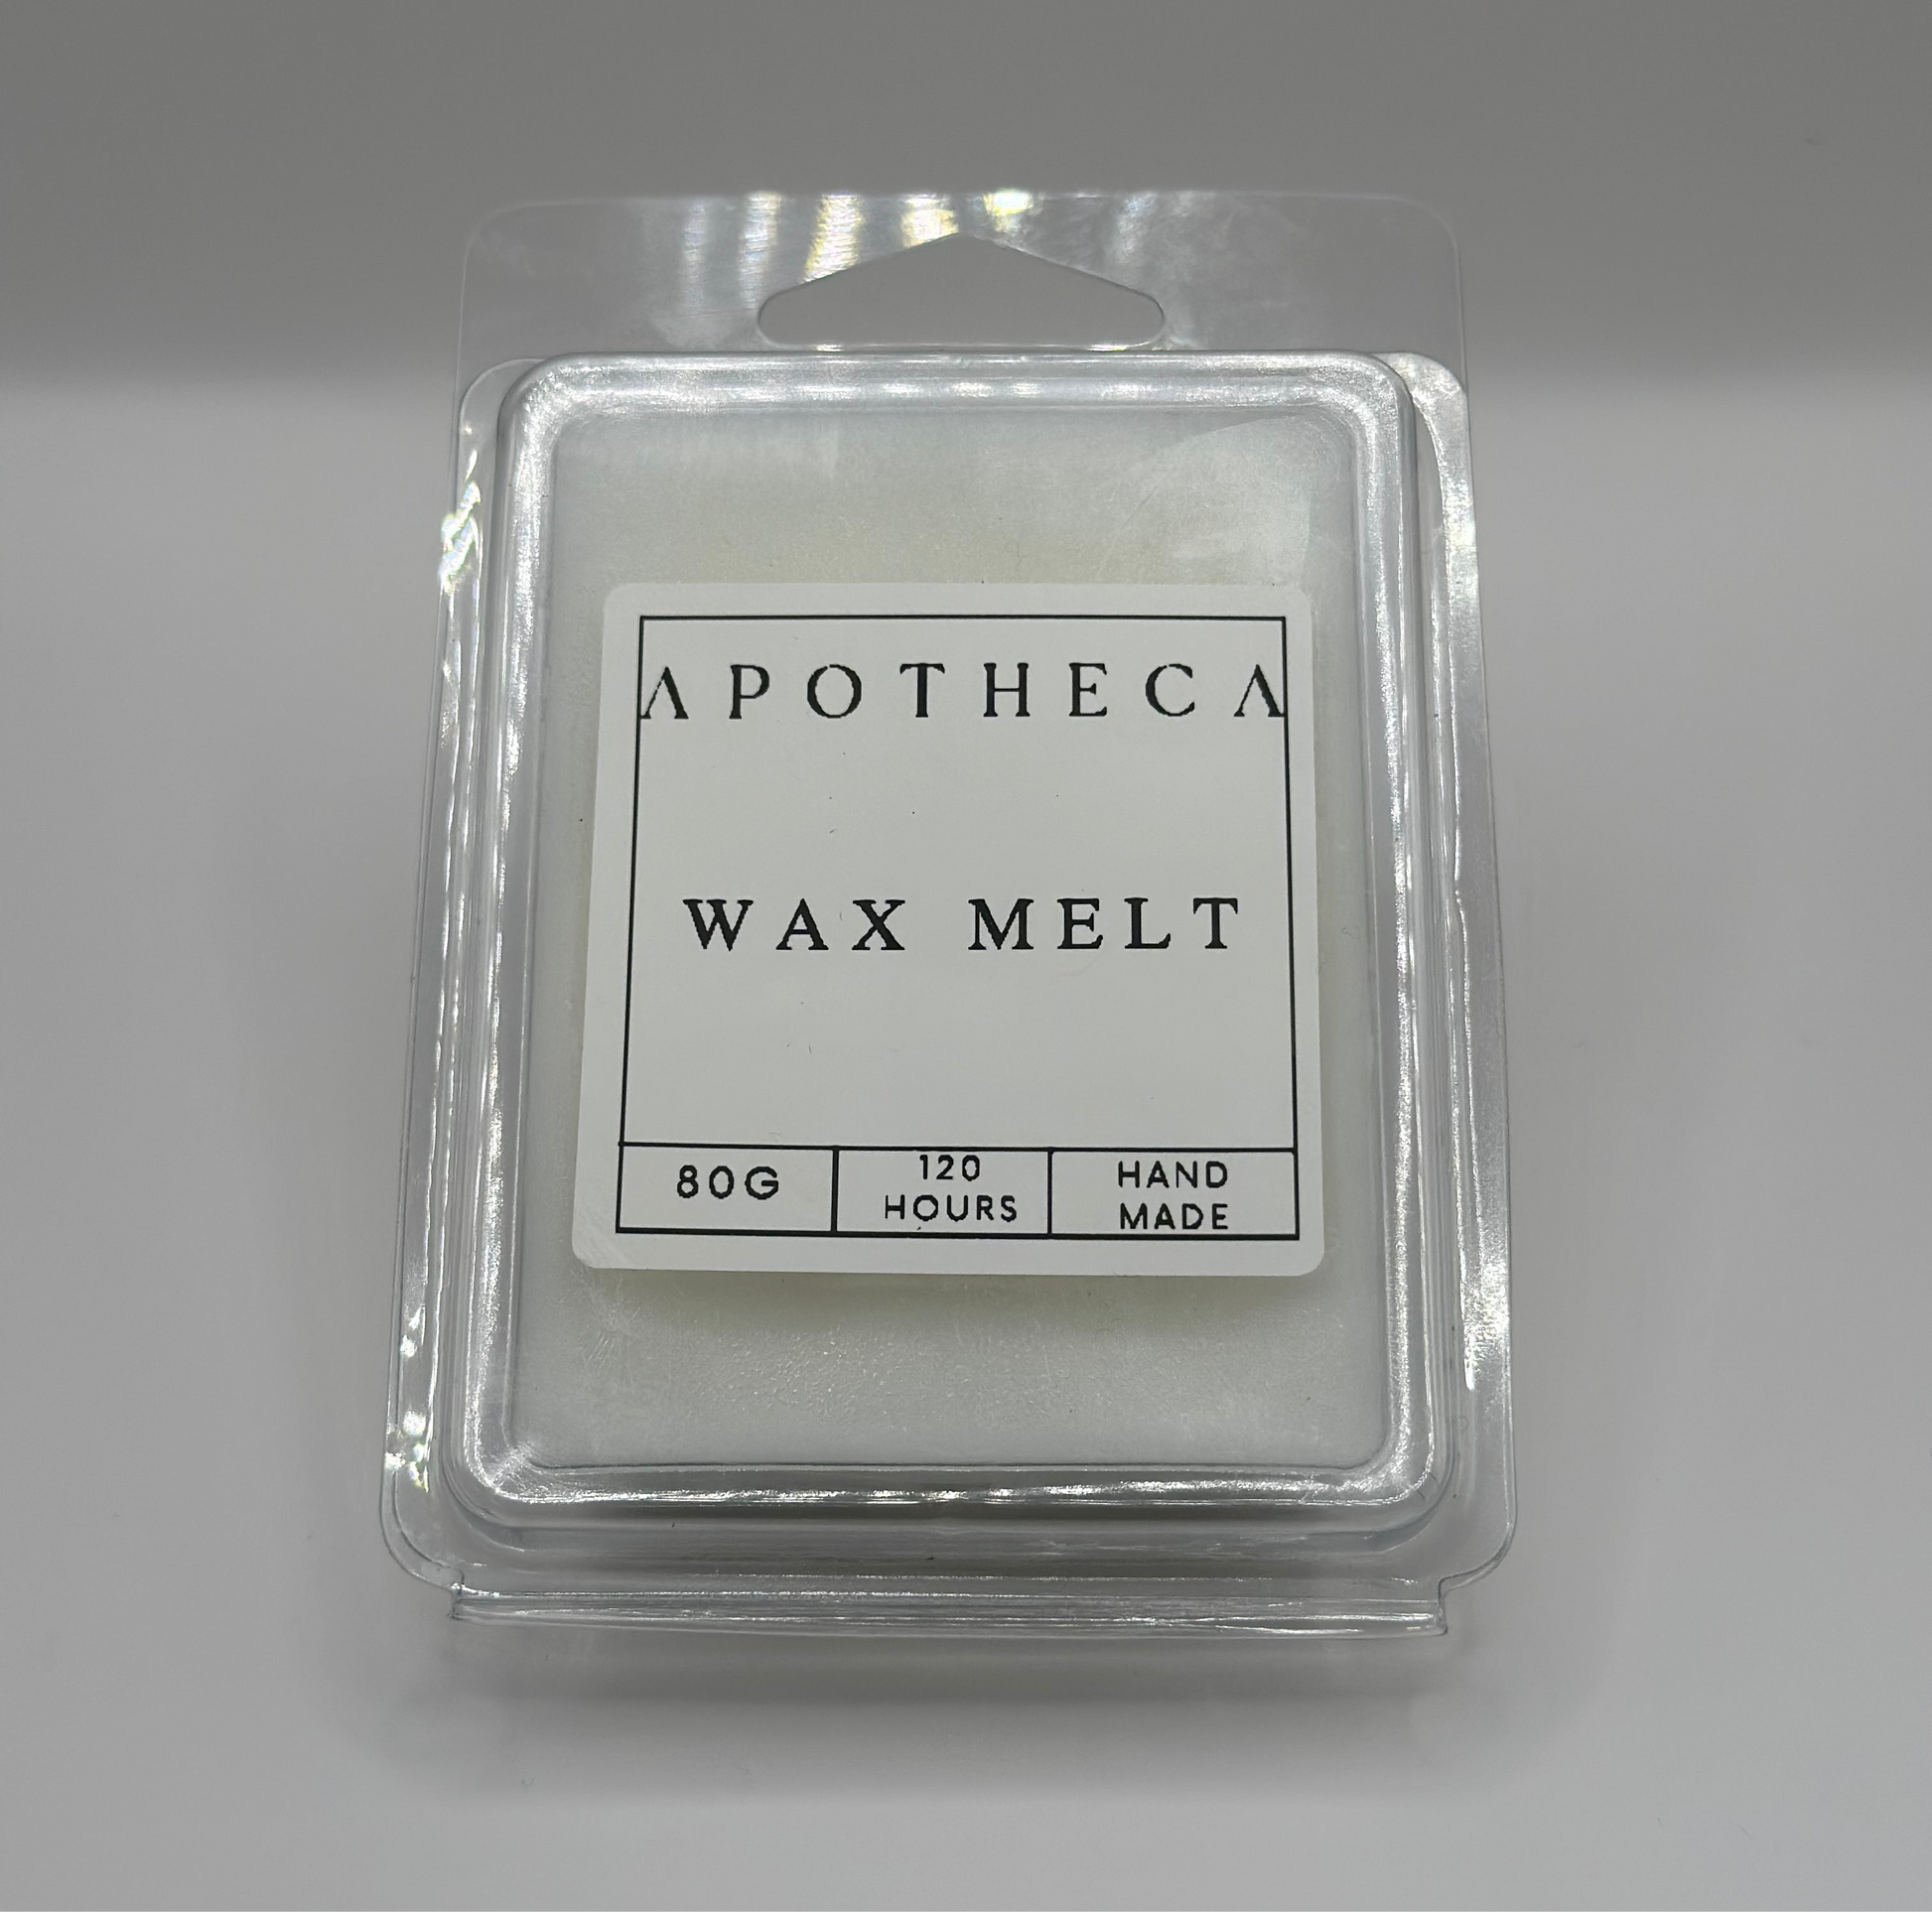 APOTHECA
WAX MELT
80G
120
HOURS
HAND
MADE